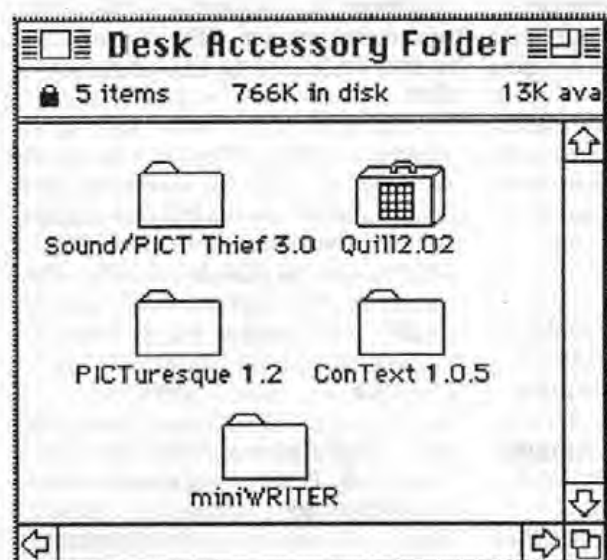 Desk Accessory Folder
5 items 766K in disk 13K ava
Sound/PICT Thief 3.0 Quill2.02
PICTuresque 1.2 ConText 1.0.5
miniWRITER